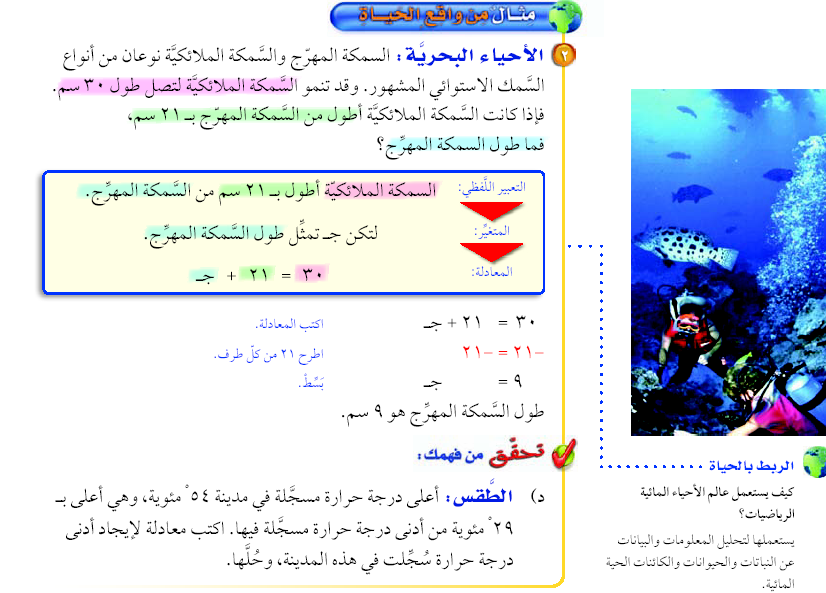 مثال من واقع الحياة
٢ الأحياء البحريَّة : السمكة المهرّج والسَّمكة الملائكيَّة نوعان من أنواع
السَّمك الاستوائي المشهور. وقد تنمو السَّمكة الملائكيَّة لتصل طول ٣٠ سم.
فإذا كانت السَّمكة الملائكيَّة أطول من السَّمكة المهرّج بـ ٢١ سم،
فما طول السمكة المهرِّج؟
التعبير اللَّفظي: السمكة الملائكيّة أطول بـ ٢١ سم من السَّمكة المهرِّج.
المتغيِّر: لتكن جـ تمثِّل طول السَّمكة المهرِّج.
المعادلة: ٣٠ = ٢١ + جـ
٣٠ = ٢١ + جـ اكتب المعادلة.
−٢١ = −٢١ اطرح ٢١ من كلّ طرف.
٩ = جـ بَسِّطْ.
طول السَّمكة المهرِّج هو ٩ سم.
تحقّق من فهمك:
د) الطَّقس: أعلى درجة حرارة مسجَّلة في مدينة ٥٤ْ مئوية، وهي أعلى بـ
٢٩ْ مئوية من أدنى درجة حرارة مسجَّلة فيها. اكتب معادلة لإيجاد أدنى
درجة حرارة سُجِّلت في هذه المدينة، وحُلَّها.
الربط بالحياة
كيف يستعمل عالم الأحياء المائية
الرياضيات؟
يستعملها لتحليل المعلومات والبيانات
عن النباتات والحيوانات والكائنات الحية
المائية.